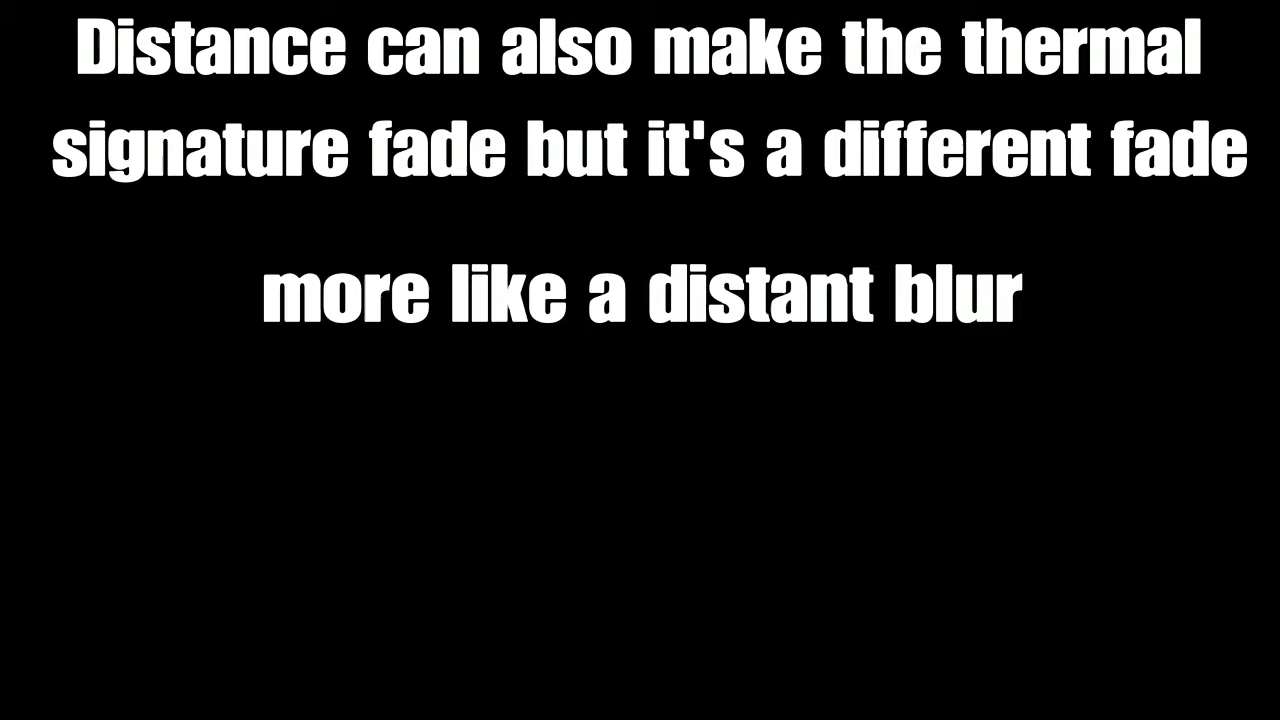 Distance can also make the thermal
signature fade but it's a different fade
more like a distant blur